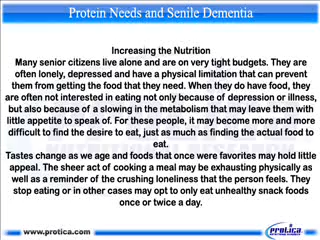 Protein Needs and Senile Dementia
Increasing the Nutrition
Many senior citizens live alone and are on very tight budgets. They are
often lonely, depressed and have a physical limitation that can prevent
them from getting the food that they need. When they do have food, they
are often not interested in eating not only because of depression or illness,
but also because of a slowing in the metabolism that may leave them with
little appetite to speak of. For these people, it may become more and more
difficult to find the desire to eat, just as much as finding the actual food to
eat.
Tastes change as we age and foods that once were favorites may hold little
appeal. The sheer act of cooking a meal may be exhausting physically as
well as a reminder of the crushing loneliness that the person feels. They
stop eating or in other cases may opt to only eat unhealthy snack foods
once or twice a day.
www.protica.com
protica